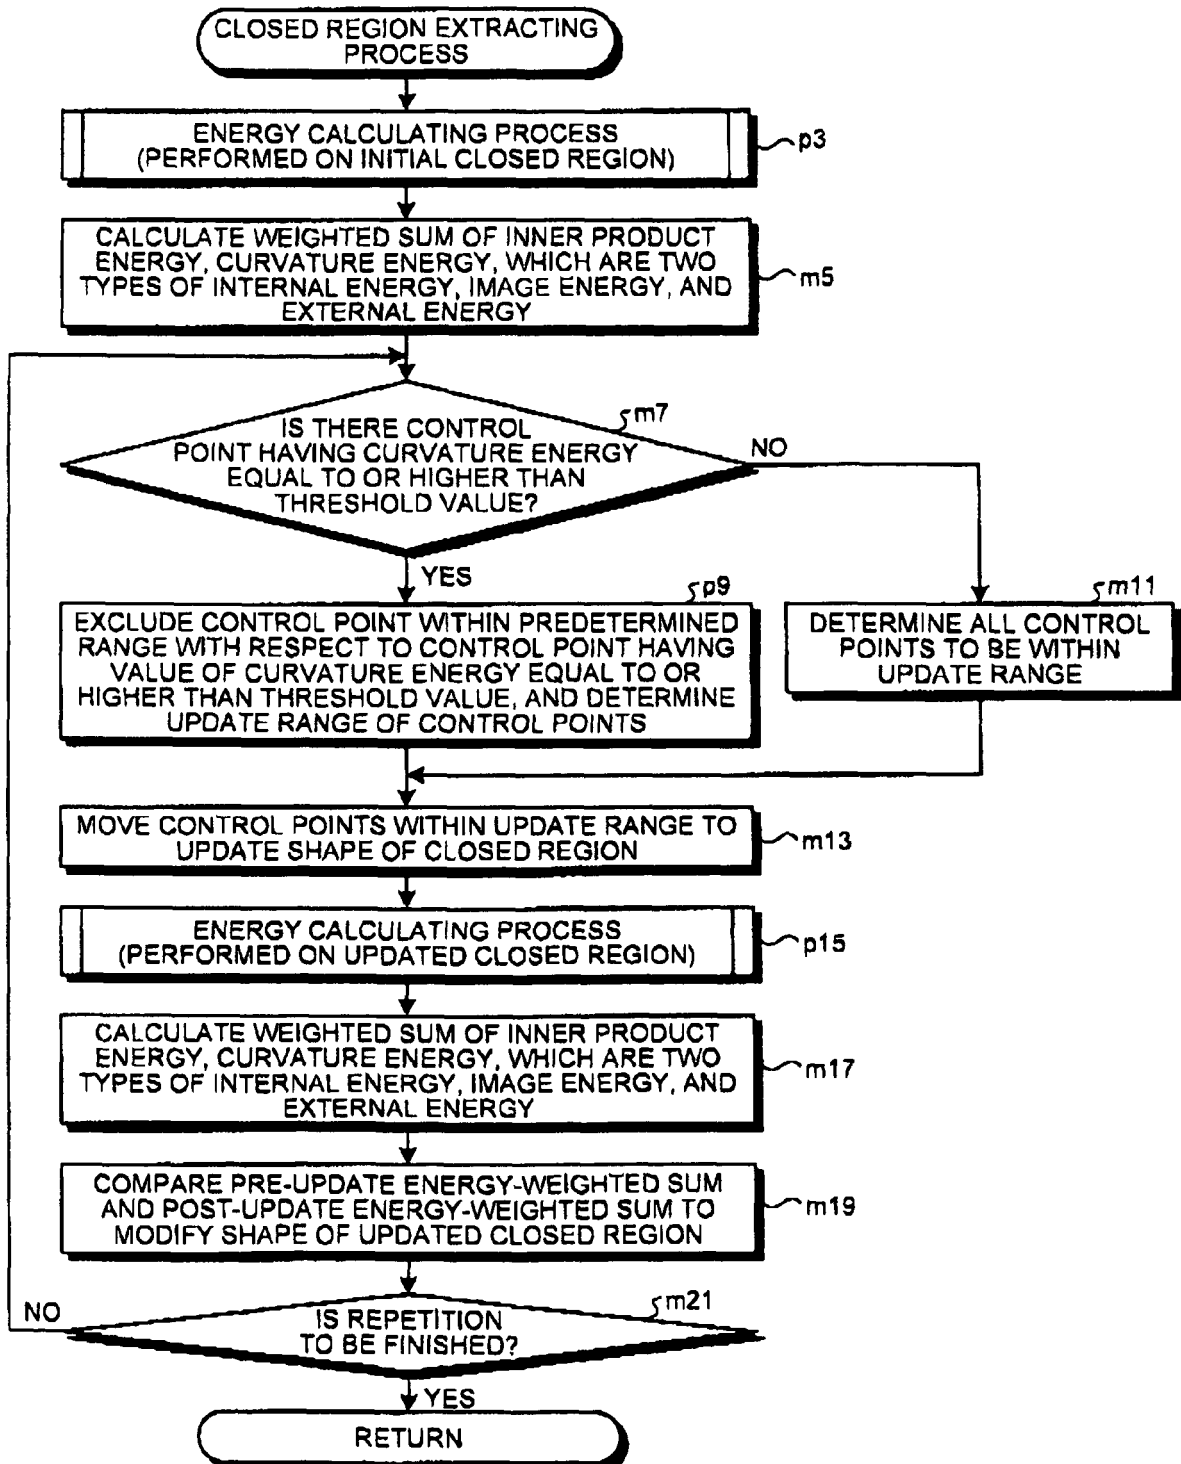 CLOSED REGION EXTRACTING
PROCESS
ENERGY CALCULATING PROCESS
(PERFORMED ON INITIAL CLOSED REGION)
p3
CALCULATE WEIGHTED SUM OF INNER PRODUCT
ENERGY, CURVATURE ENERGY, WHICH ARE TWO
TYPES OF INTERNAL ENERGY, IMAGE ENERGY, AND
EXTERNAL ENERGY
m5
m7
IS THERE CONTROL
POINT HAVING CURVATURE ENERGY
EQUAL TO OR HIGHER THAN
THRESHOLD VALUE?
NO
YES
p9
EXCLUDE CONTROL POINT WITHIN PREDETERMINED
RANGE WITH RESPECT TO CONTROL POINT HAVING
VALUE OF CURVATURE ENERGY EQUAL TO OR
HIGHER THAN THRESHOLD VALUE, AND DETERMINE
UPDATE RANGE OF CONTROL POINTS
m11
DETERMINE ALL CONTROL
POINTS TO BE WITHIN
UPDATE RANGE
MOVE CONTROL POINTS WITHIN UPDATE RANGE TO
UPDATE SHAPE OF CLOSED REGION
m13
ENERGY CALCULATING PROCESS
(PERFORMED ON UPDATED CLOSED REGION)
p15
CALCULATE WEIGHTED SUM OF INNER PRODUCT
ENERGY, CURVATURE ENERGY, WHICH ARE TWO
TYPES OF INTERNAL ENERGY, IMAGE ENERGY, AND
EXTERNAL ENERGY
m17
COMPARE PRE-UPDATE ENERGY-WEIGHTED SUM
AND POST-UPDATE ENERGY-WEIGHTED SUM TO
MODIFY SHAPE OF UPDATED CLOSED REGION
m19
NO
m21
IS REPETITION
TO BE FINISHED?
YES
RETURN